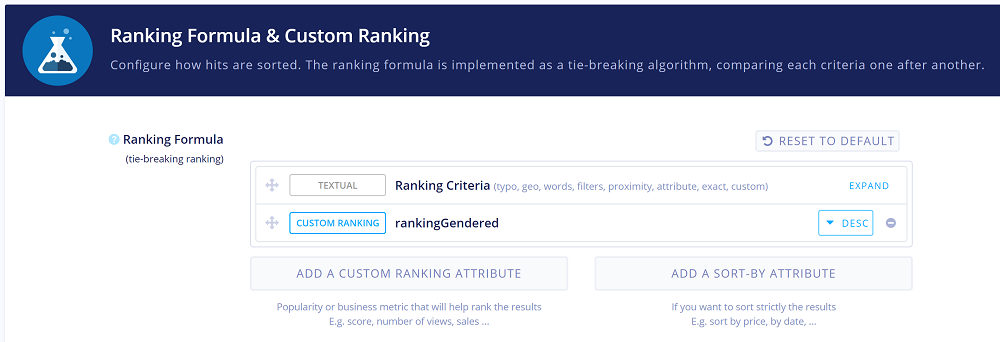 Ranking Formula & Custom Ranking
Configure how hits are sorted. The ranking formula is implemented as a tie-breaking algorithm, comparing each criteria one after another.
? Ranking Formula
(tie-breaking ranking)
RESET TO DEFAULT
TEXTUAL Ranking Criteria (typo, geo, words, filters, proximity, attribute, exact, custom) EXPAND
CUSTOM RANKING rankingGendered DESC
ADD A CUSTOM RANKING ATTRIBUTE
Popularity or business metric that will help rank the results
E.g. score, number of views, sales ...
ADD A SORT-BY ATTRIBUTE
If you want to sort strictly the results
E.g. sort by price, by date, ...